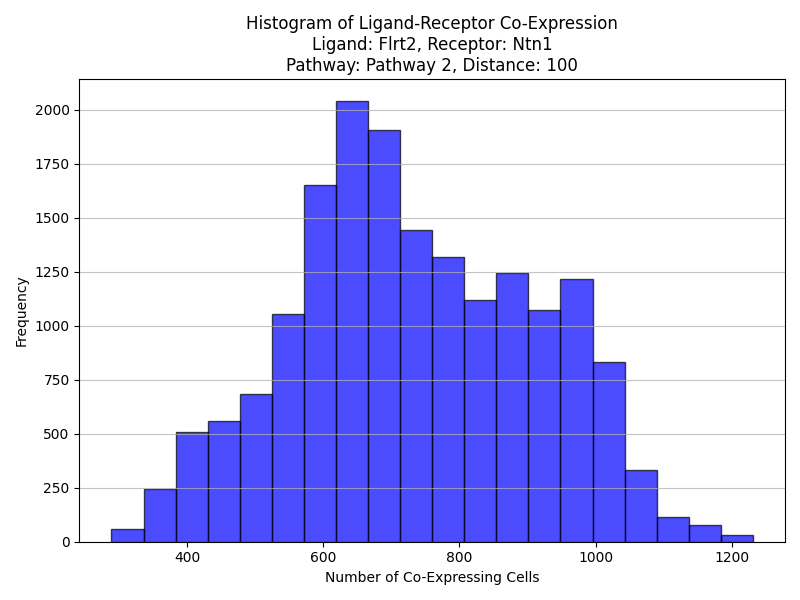 Histogram of Ligand-Receptor Co-Expression
Ligand: Flrt2, Receptor: Ntn1
Pathway: Pathway 2, Distance: 100
Frequency
2000
1750
1500
1250
1000
750
500
250
0
400 600 800 1000 1200
Number of Co-Expressing Cells